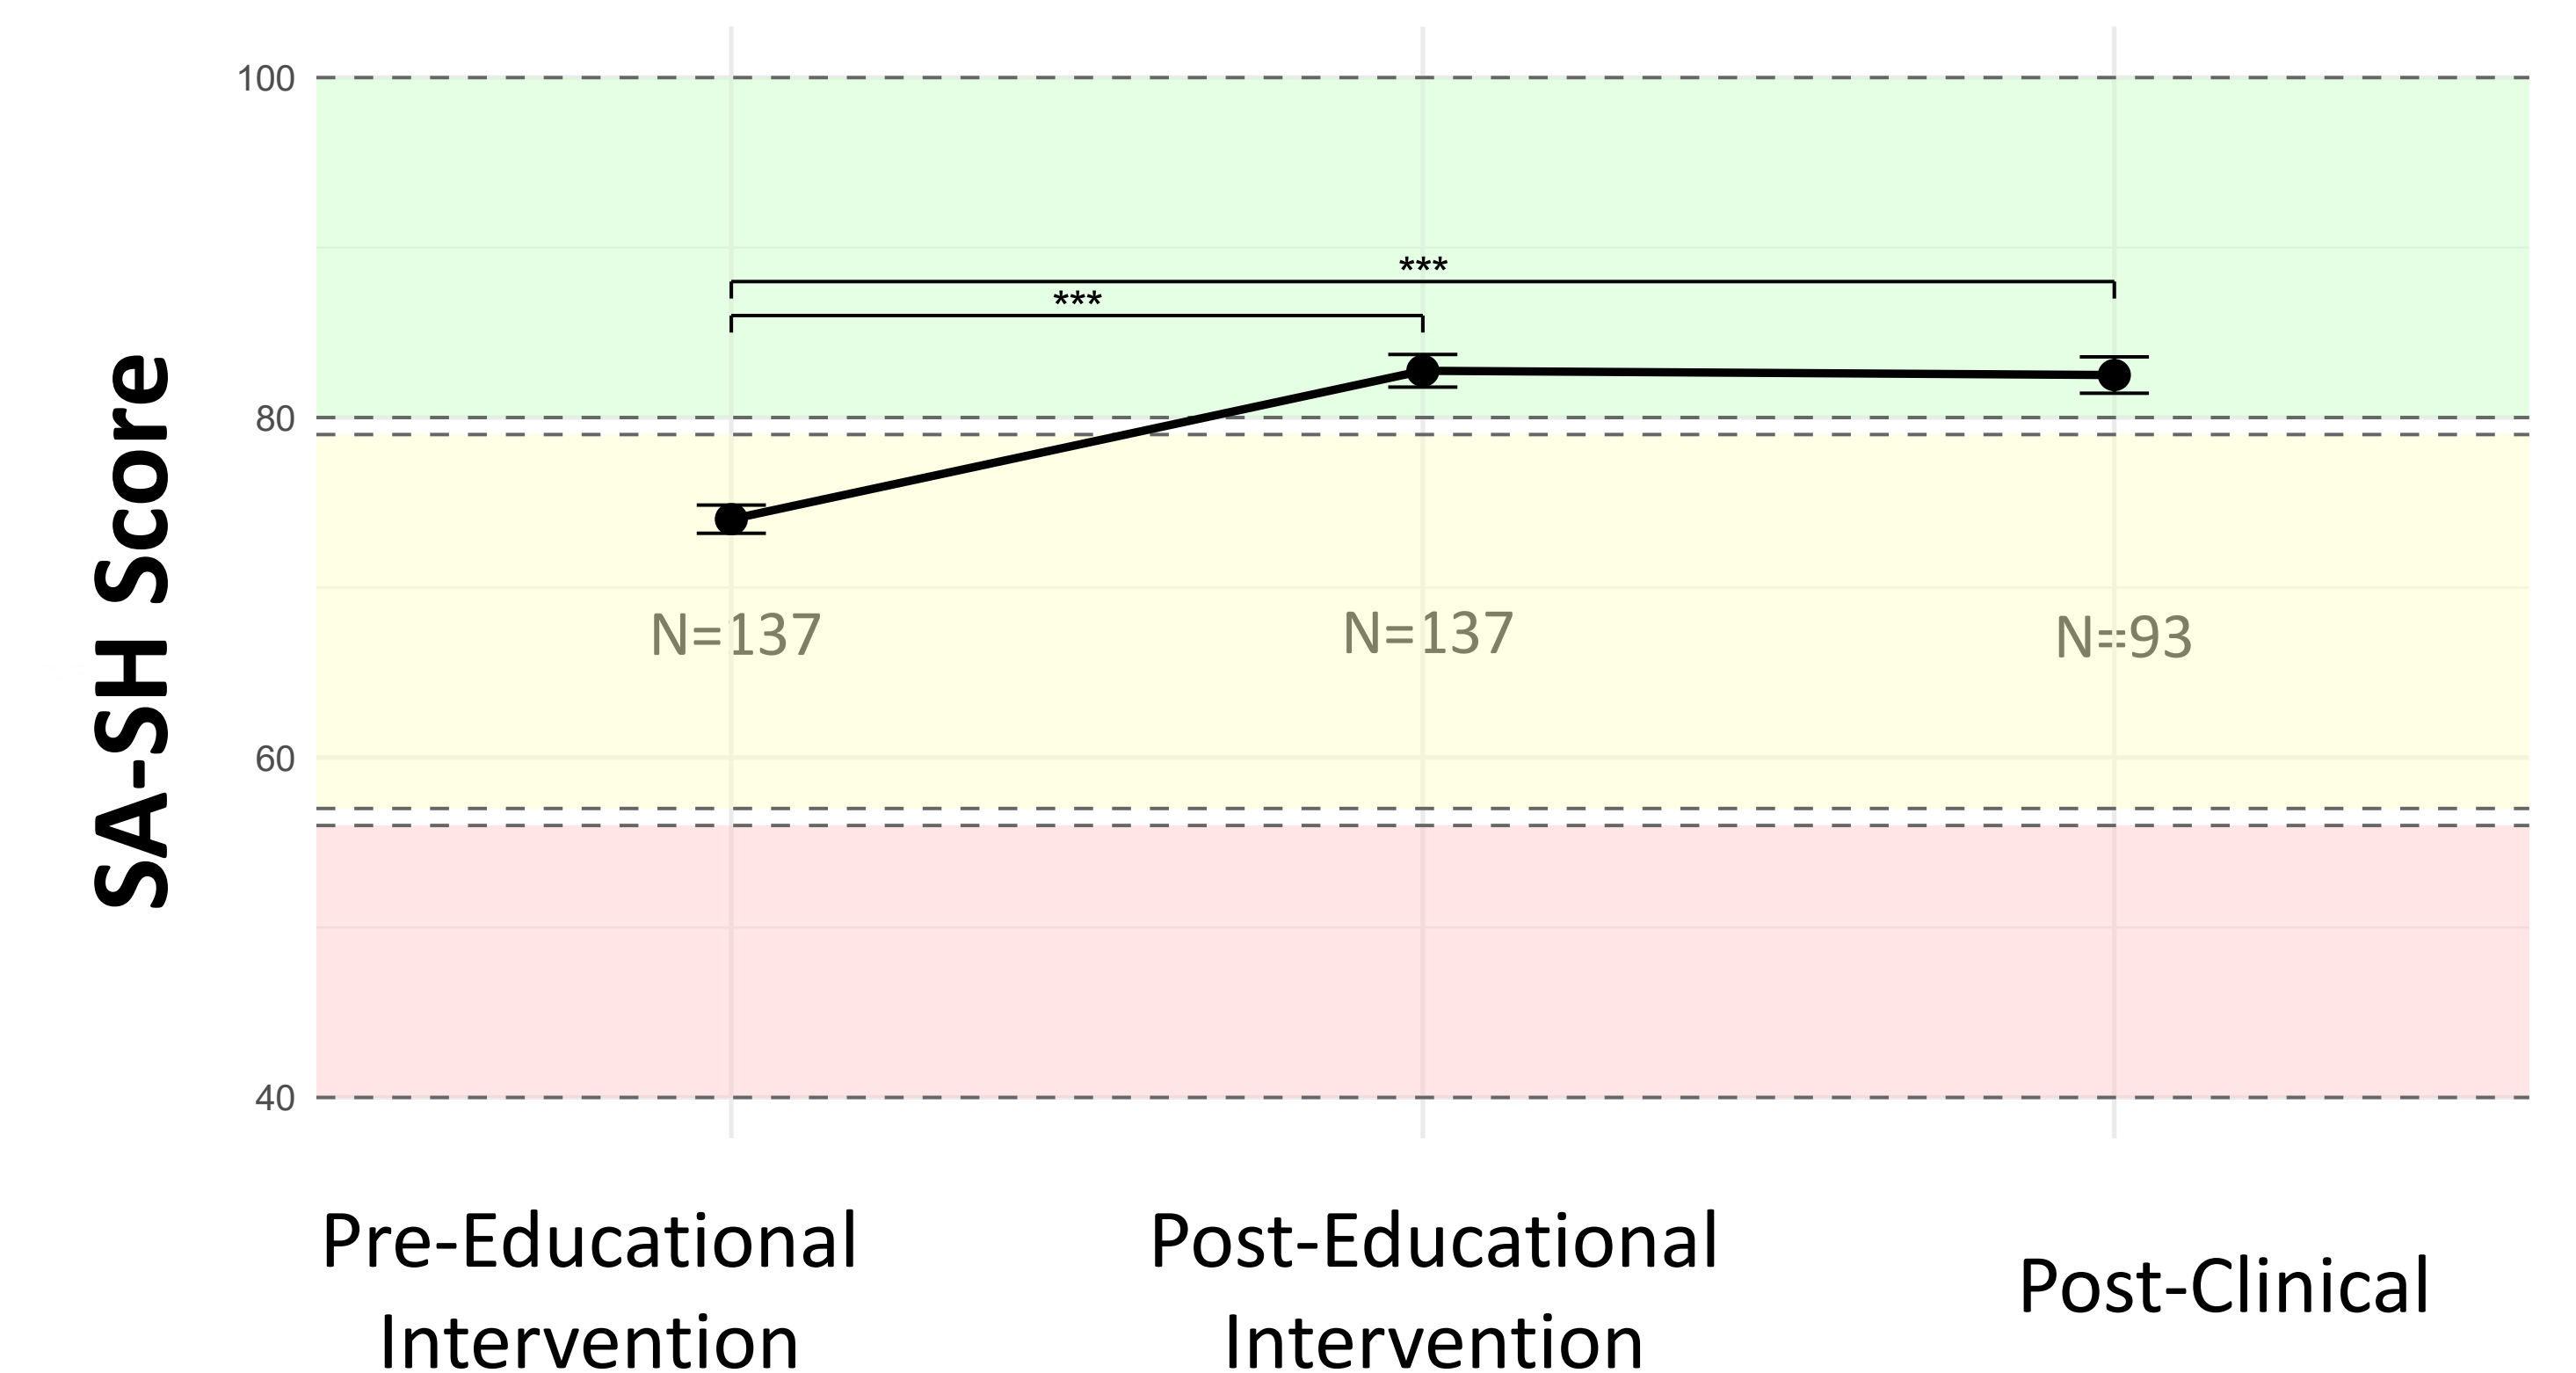 SA-SH Score
100
80
60
40
***
***
N=137
N=137
N=93
Pre-Educational
Intervention
Post-Educational
Intervention
Post-Clinical